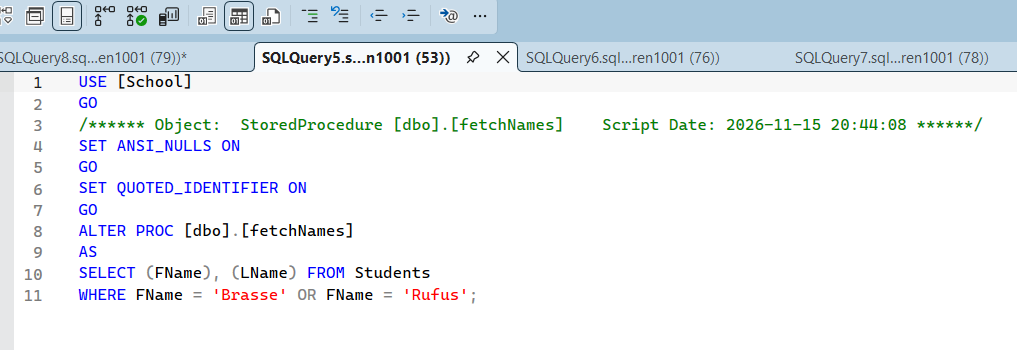 SQLQuery8.sq...en1001 (79))*
SQLQuery5.s...n1001 (53))
SQLQuery6.sql...ren1001 (76))
SQLQuery7.sql...ren1001 (78))
1 USE [School]
2 GO
3 /****** Object:  StoredProcedure [dbo].[fetchNames]    Script Date: 2026-11-15 20:44:08 ******/
4 SET ANSI_NULLS ON
5 GO
6 SET QUOTED_IDENTIFIER ON
7 GO
8 ALTER PROC [dbo].[fetchNames]
9 AS
10 SELECT (FName), (LName) FROM Students
11 WHERE FName = 'Brasse' OR FName = 'Rufus';